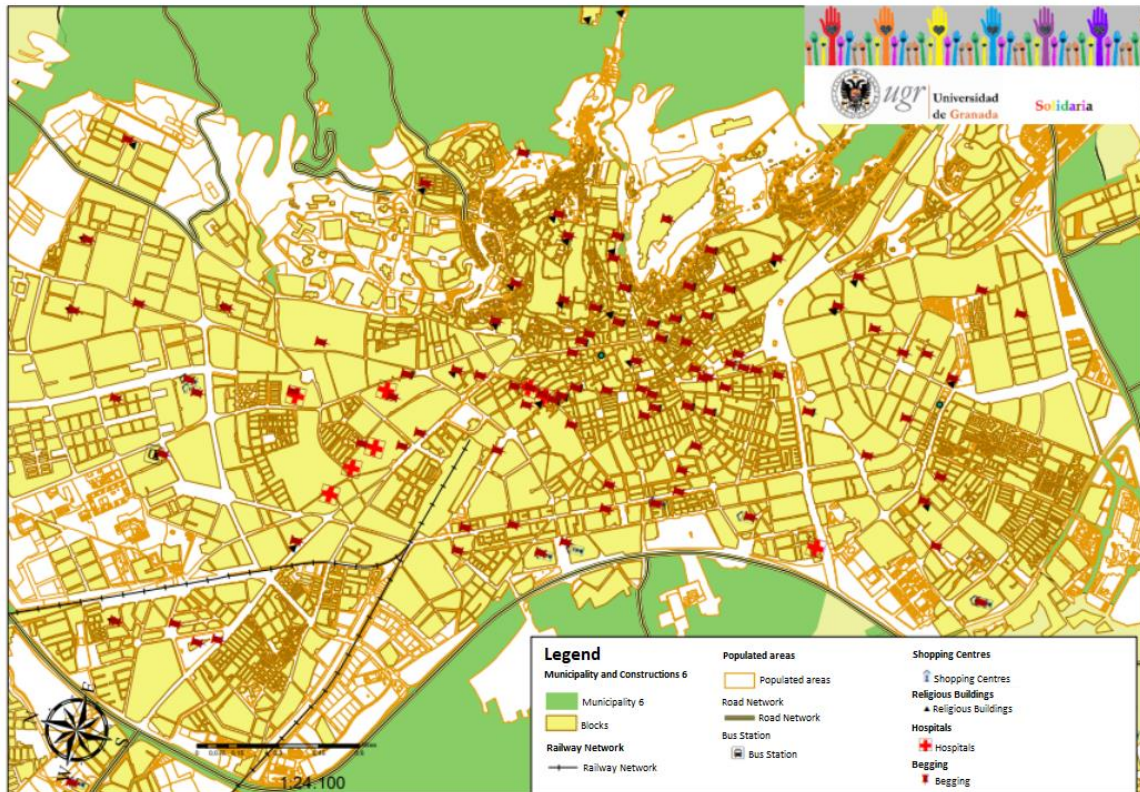 ugr
Universidad
de Granada
Solidaria
Legend
Municipality and Constructions 6
Municipality 6
Blocks
Railway Network
Railway Network
Populated areas
Populated areas
Road Network
Road Network
Bus Station
Bus Station
Shopping Centres
Shopping Centres
Religious Buildings
Religious Buildings
Hospitals
Hospitals
Begging
Begging
N
E
S
W
1:24.100